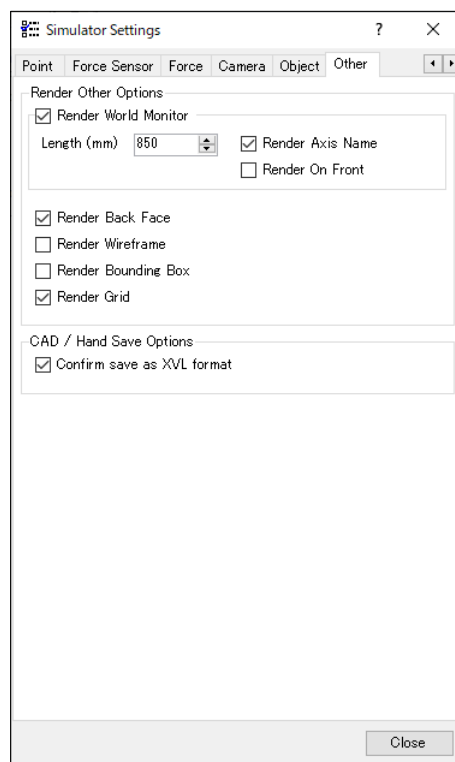 Simulator Settings ?
Point Force Sensor Force Camera Object Other
Render Other Options
Render World Monitor
Length (mm) 850 Render Axis Name
Render On Front
Render Back Face
Render Wireframe
Render Bounding Box
Render Grid
CAD / Hand Save Options
Confirm save as XVL format
Close